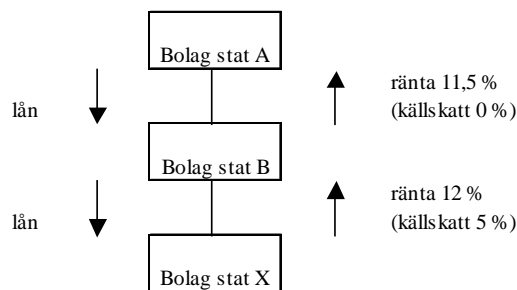 Bolag stat A
ränta 11,5 %
lån
(källskatt 0 %)
Bolag stat B
ränta 12 %
lån
(källskatt 5 %)
Bolag stat X